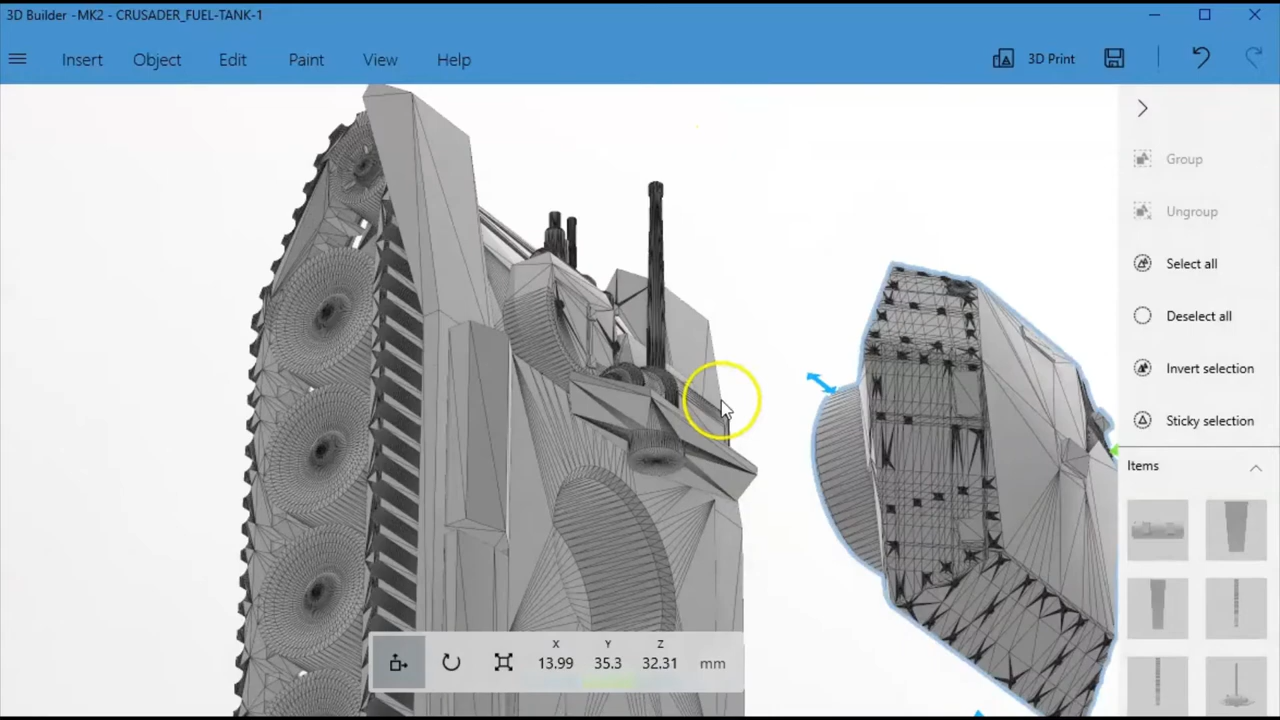 3D Builder - MK2 - CRUSADER_FUEL-TANK-1
Insert
Object
Edit
Paint
View
Help
3D Print
Group
Ungroup
Select all
Deselect all
Invert selection
Sticky selection
Items
X Y Z
13.99 35.3 32.31 mm